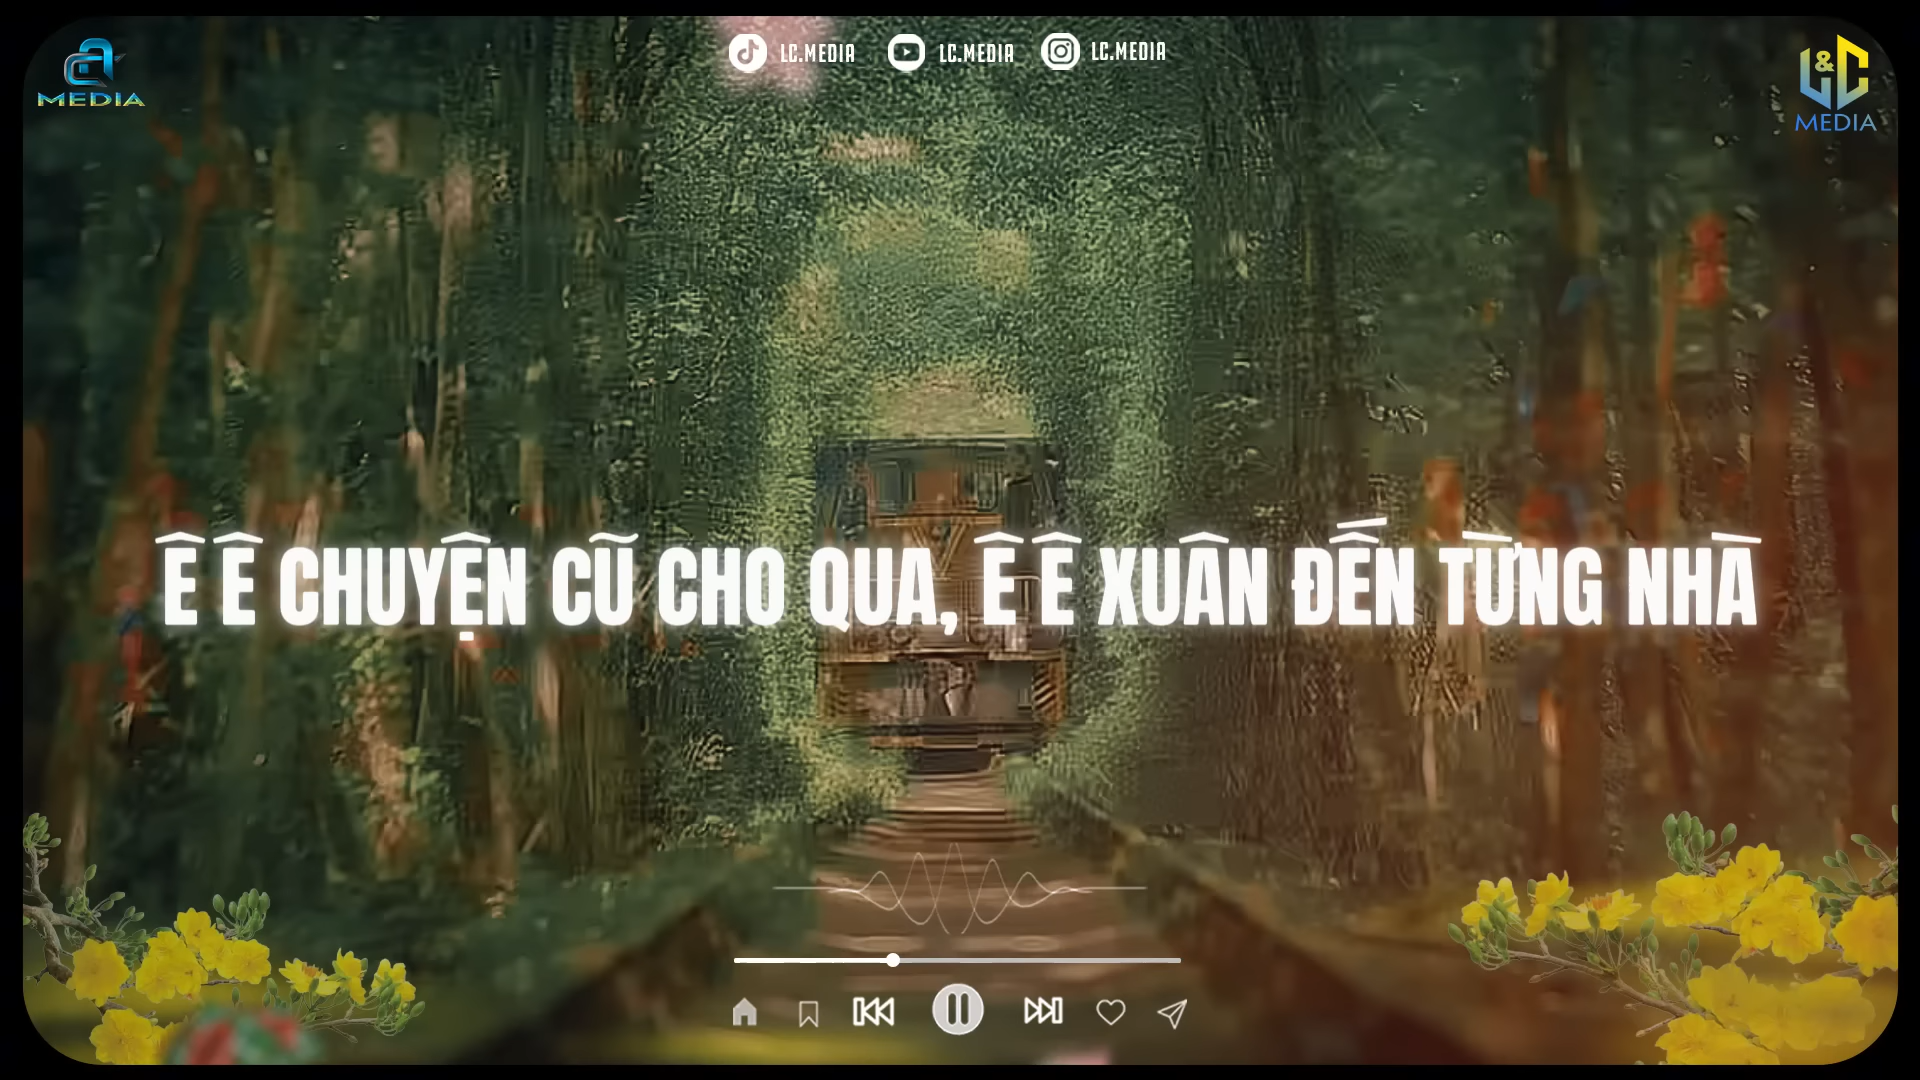 LC.MEDIA LC.MEDIA LC.MEDIA
a MEDIA
L&C MEDIA
Ê Ê CHUYỆN CŨ CHO QUA, Ê Ê XUÂN ĐẾN TỪNG NHÀ